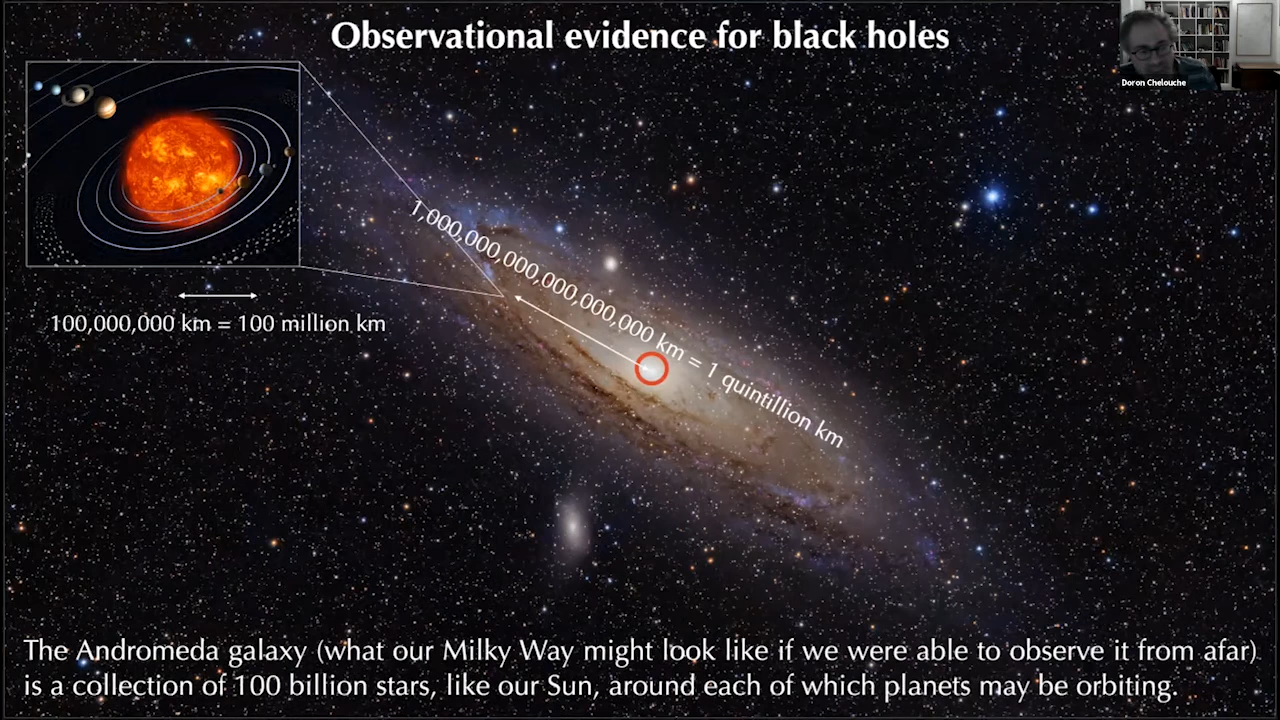 Observational evidence for black holes
Doron Chelouche
1,000,000,000,000,000,000 km = 1 quintillion km
100,000,000 km = 100 million km
The Andromeda galaxy (what our Milky Way might look like if we were able to observe it from afar)
is a collection of 100 billion stars, like our Sun, around each of which planets may be orbiting.